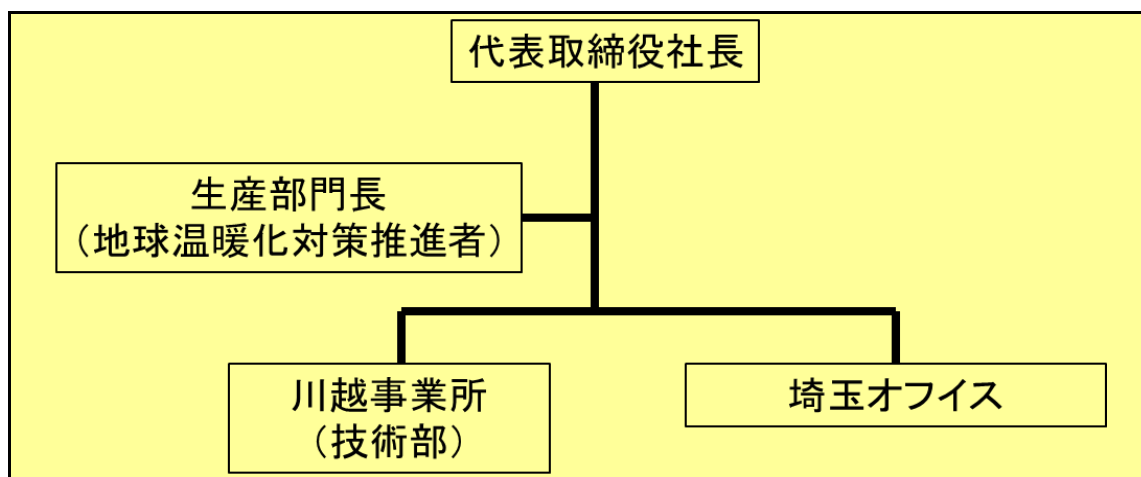 代表取締役社長
生産部門長
（地球温暖化対策推進者）
川越事業所
（技術部）
埼玉オフイス